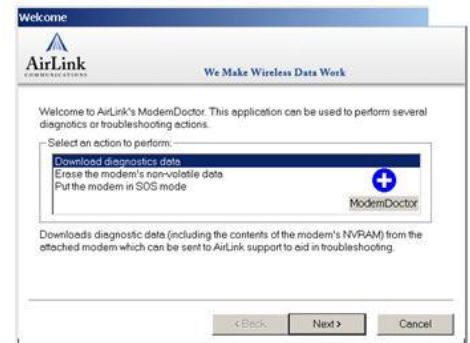 Welcome
AirLink
COMMUNICATIONS
We Make Wireless Data Work
Welcome to AirLink's ModemDoctor. This application can be used to perform several
diagnotics or troubleshooting actions.
Select an action to perform:
Download diagnostics data
Erase the modem's non-volatile data
Put the modem in SOS mode
ModemDoctor
Downloads diagnostic data (including the contents of the modem's NVRAM) from the
attached modem which can be sent to AirLink support to aid in troubleshooting.
< Back
Next >
Cancel